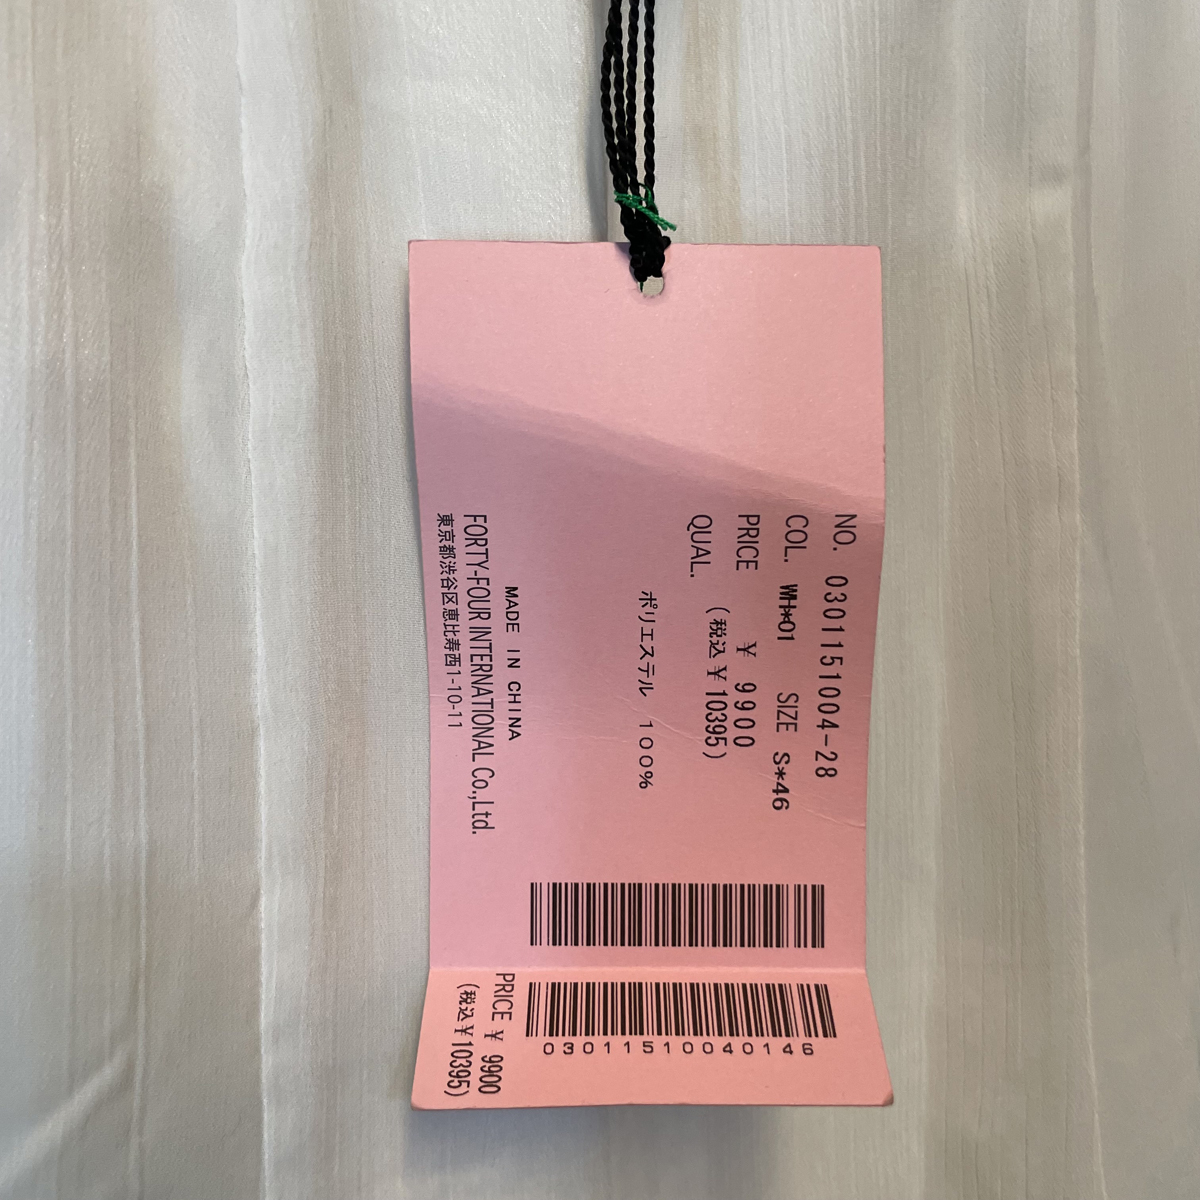 NO. 0301151004-28
COL. WH*01 SIZE S*46
PRICE ¥ 9900
(税込¥10395)
QUAL.
ポリエステル 100%
MADE IN CHINA
FORTY-FOUR INTERNATIONAL Co.,Ltd.
東京都渋谷区恵比寿西1-10-11
03011510040146
PRICE ¥ 9900
(税込¥10395)